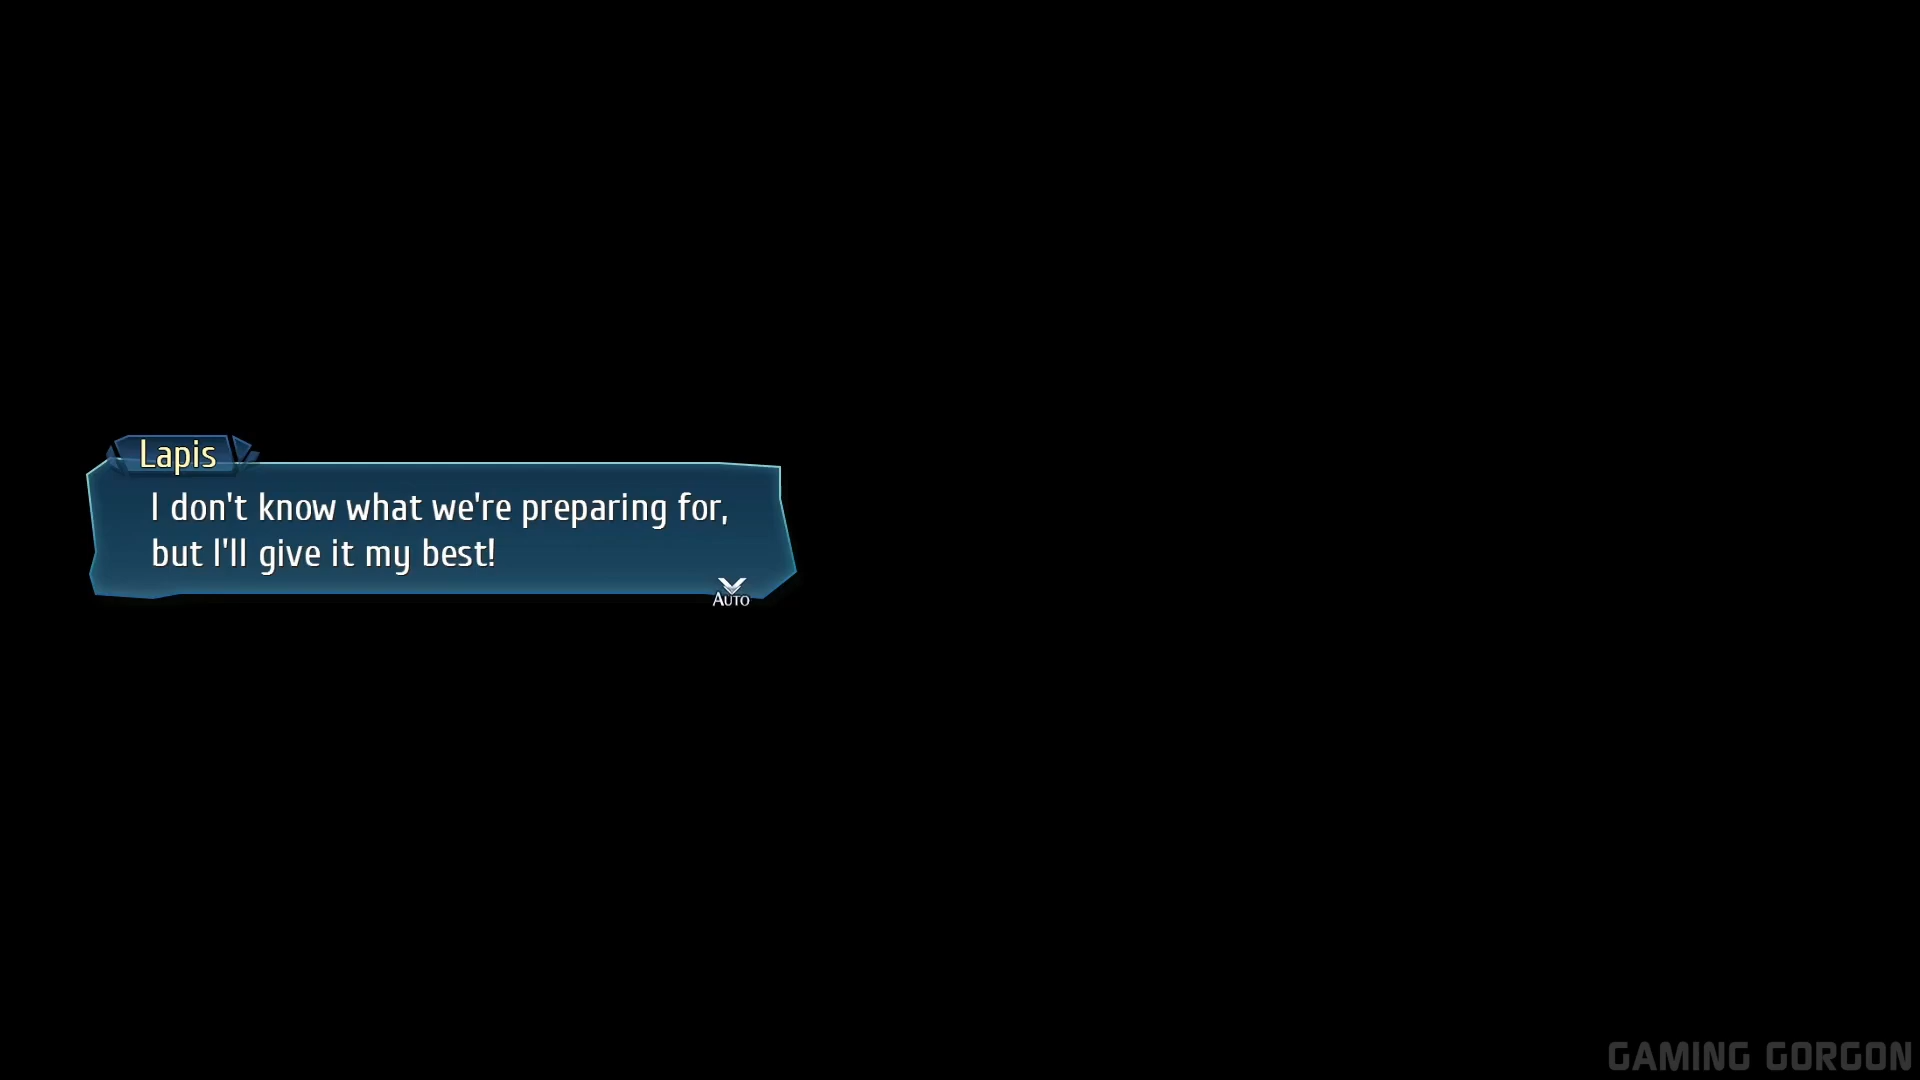 Lapis
I don't know what we're preparing for,
but I'll give it my best!
AUTO
GAMING GORGON